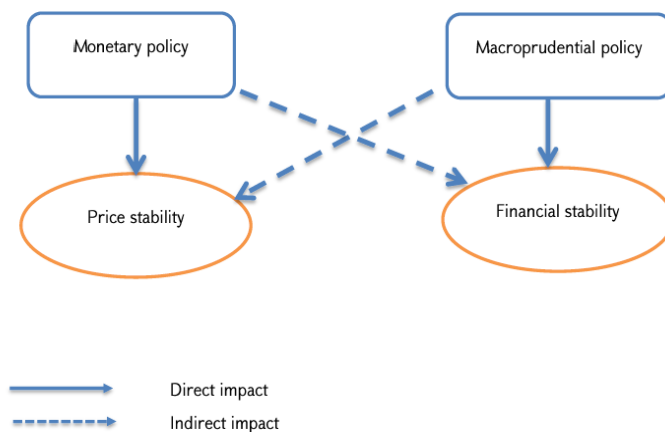 Monetary policy
Macroprudential policy
Price stability
Financial stability
Direct impact
Indirect impact